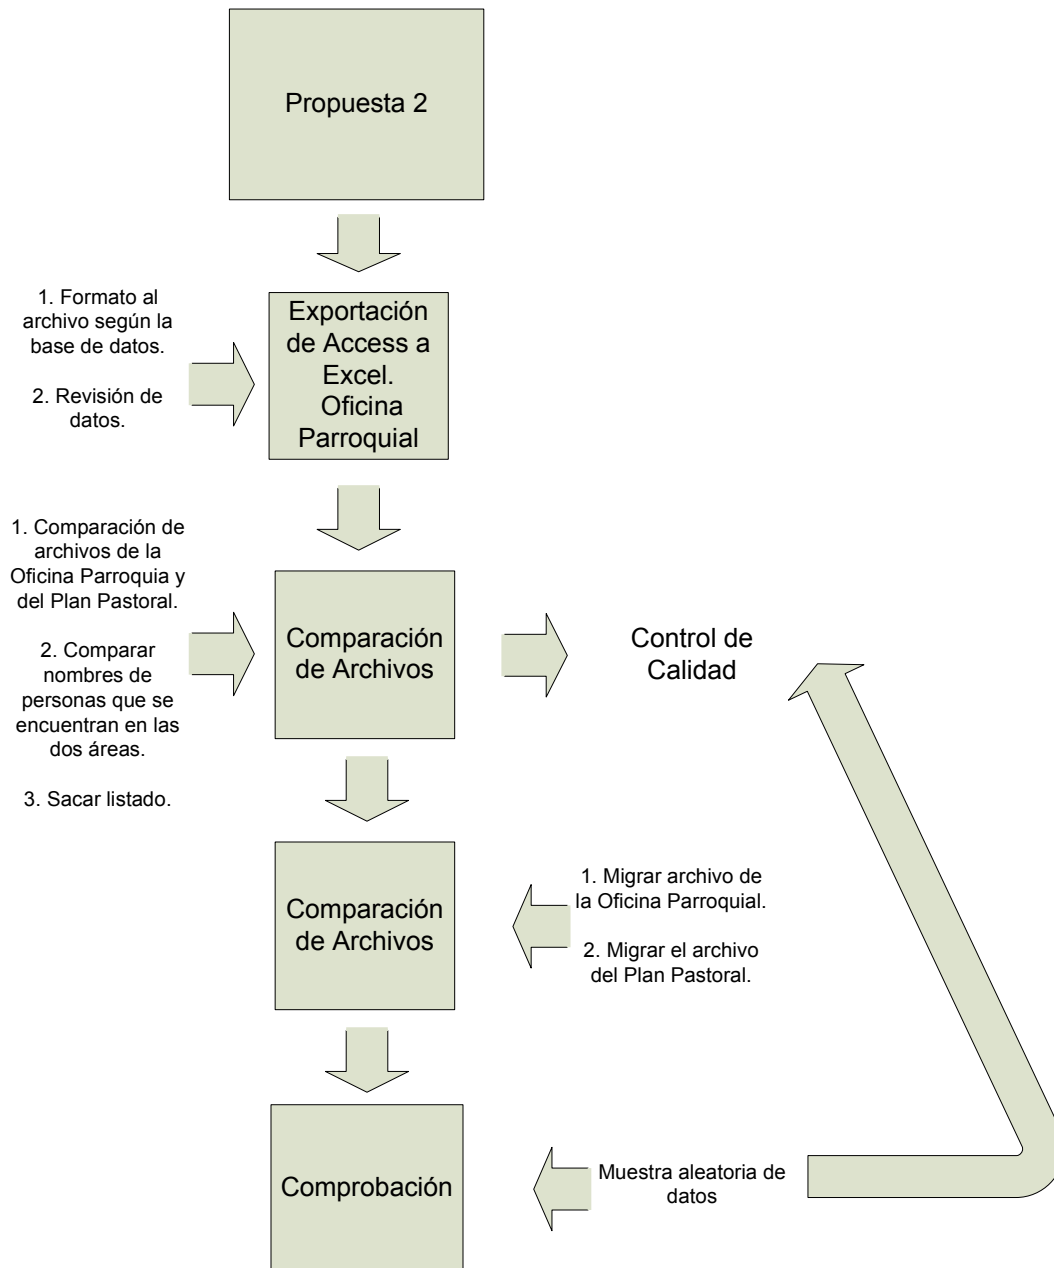 Propuesta 2
1. Formato al
archivo según la
base de datos.
2. Revisión de
datos.
Exportación
de Access a
Excel.
Oficina
Parroquial
1. Comparación de
archivos de la
Oficina Parroquia y
del Plan Pastoral.
2. Comparar
nombres de
personas que se
encuentran en las
dos áreas.
3. Sacar listado.
Comparación
de Archivos
Control de
Calidad
Comparación
de Archivos
1. Migrar archivo de
la Oficina Parroquial.
2. Migrar el archivo
del Plan Pastoral.
Comprobación
Muestra aleatoria de
datos